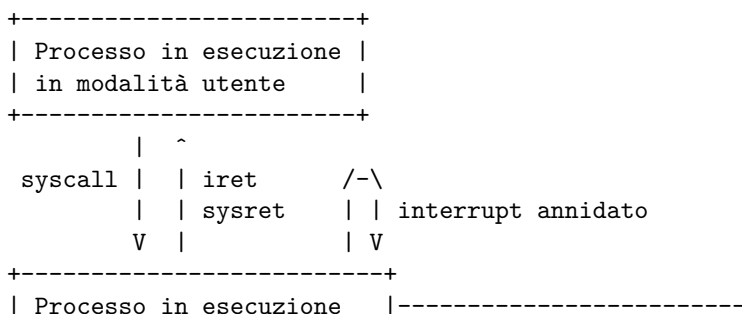 +------------------------+
| Processo in esecuzione |
| in modalità utente     |
+------------------------+
         |  ^
 syscall |  | iret      /-\
         |  | sysret    | | interrupt annidato
         V  |           | V
+--------------------------+
| Processo in esecuzione   |-------------------------